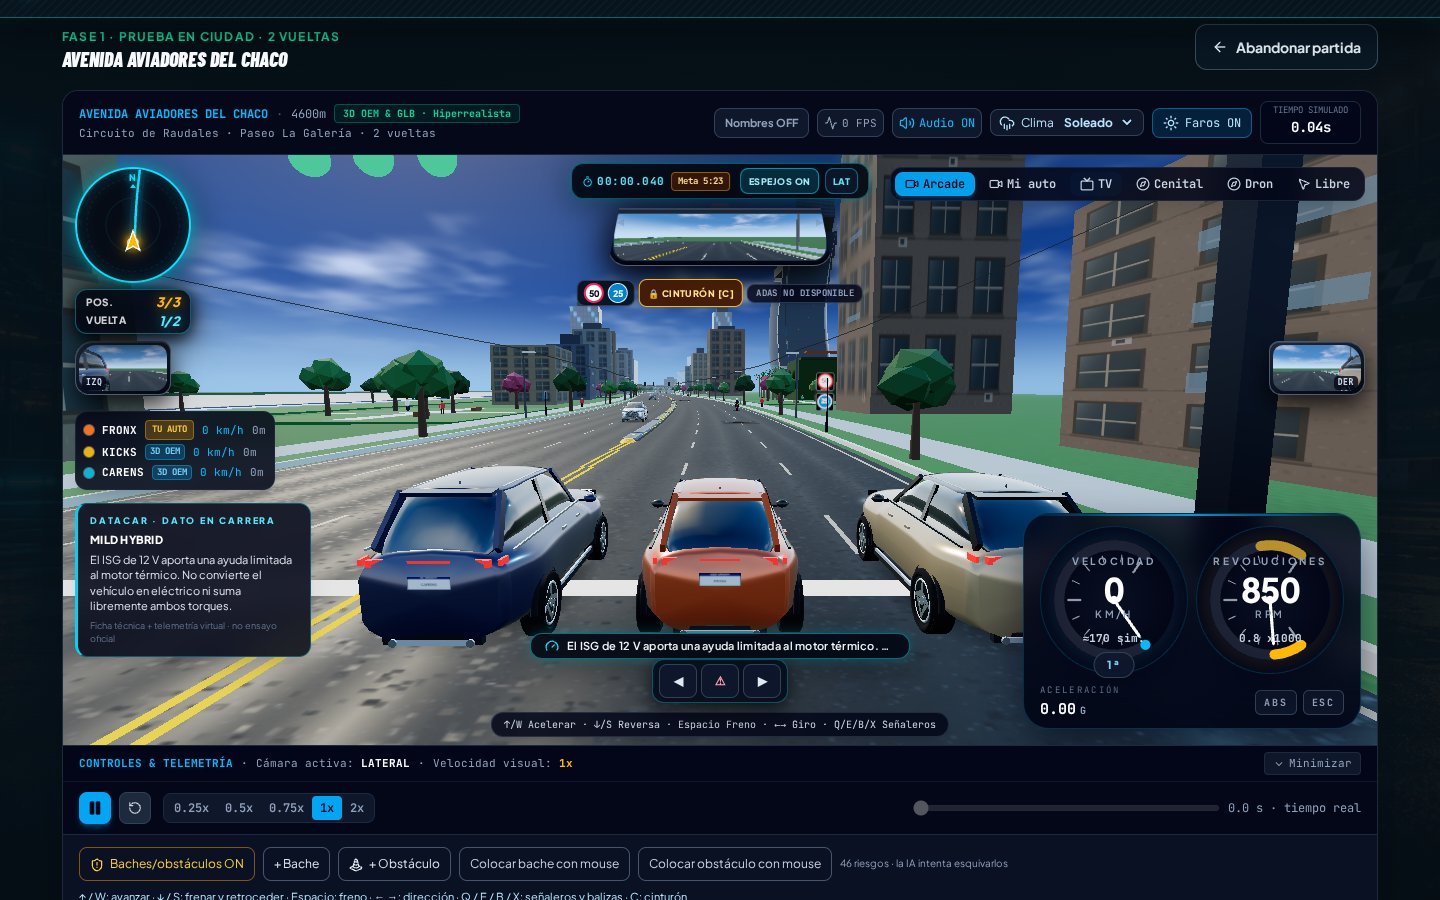 FASE 1 · PRUEBA EN CIUDAD · 2 VUELTAS
AVENIDA AVIADORES DEL CHACO
← Abandonar partida
AVENIDA AVIADORES DEL CHACO · 4600m 3D OEM & GLB · Hiperrealista
Circuito de Raudales · Paseo La Galería · 2 vueltas
Nombres OFF
0 FPS
Audio ON
Clima Soleado
Faros ON
TIEMPO SIMULADO
0.04s
N
00:00.040 Meta 5:23 ESPEJOS ON LAT
Arcade Mi auto TV Cenital Dron Libre
50 25 CINTURÓN [C] ADAS NO DISPONIBLE
POS. 3/3
VUELTA 1/2
IZQ
DER
FRONX TU AUTO 0 km/h 0m
KICKS 3D OEM 0 km/h 0m
CARENS 3D OEM 0 km/h 0m
DATACAR · DATO EN CARRERA
MILD HYBRID
El ISG de 12 V aporta una ayuda limitada
al motor térmico. No convierte el
vehículo en eléctrico ni suma
libremente ambos torques.
Ficha técnica + telemetría virtual · no ensayo
oficial
VELOCIDAD
0
KM/H
≈170 sim.
1ª
REVOLUCIONES
850
RPM
0.8 x1000
ACELERACIÓN
0.00 G
ABS ESC
El ISG de 12 V aporta una ayuda limitada al motor térmico. …
◀ ⚠ ▶
↑/W Acelerar · ↓/S Reversa · Espacio Freno · ←→ Giro · Q/E/B/X Señaleros
CONTROLES & TELEMETRÍA · Cámara activa: LATERAL · Velocidad visual: 1x
Minimizar
0.25x 0.5x 0.75x 1x 2x
0.0 s · tiempo real
Baches/obstáculos ON
+ Bache
+ Obstáculo
Colocar bache con mouse
Colocar obstáculo con mouse
46 riesgos · la IA intenta esquivarlos
↑ / W: avanzar · ↓ / S: frenar y retroceder · Espacio: freno · ← →: dirección · Q / E / B / X: señaleros y balizas · C: cinturón